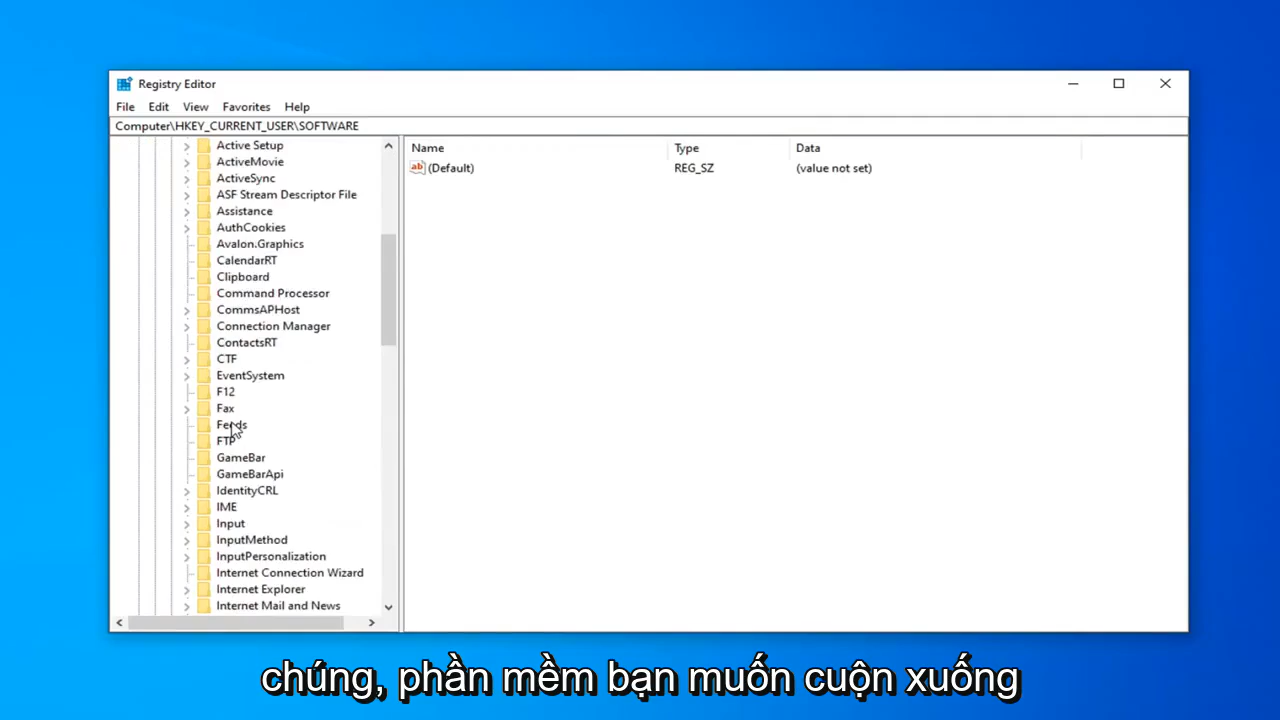 Registry Editor
File Edit View Favorites Help
Computer\HKEY_CURRENT_USER\SOFTWARE
Active Setup
ActiveMovie
ActiveSync
ASF Stream Descriptor File
Assistance
AuthCookies
Avalon.Graphics
CalendarRT
Clipboard
Command Processor
CommsAPHost
Connection Manager
ContactsRT
CTF
EventSystem
F12
Fax
Feeds
FTP
GameBar
GameBarApi
IdentityCRL
IME
Input
InputMethod
InputPersonalization
Internet Connection Wizard
Internet Explorer
Internet Mail and News
Name Type Data
ab (Default) REG_SZ (value not set)
chúng, phần mềm bạn muốn cuộn xuống